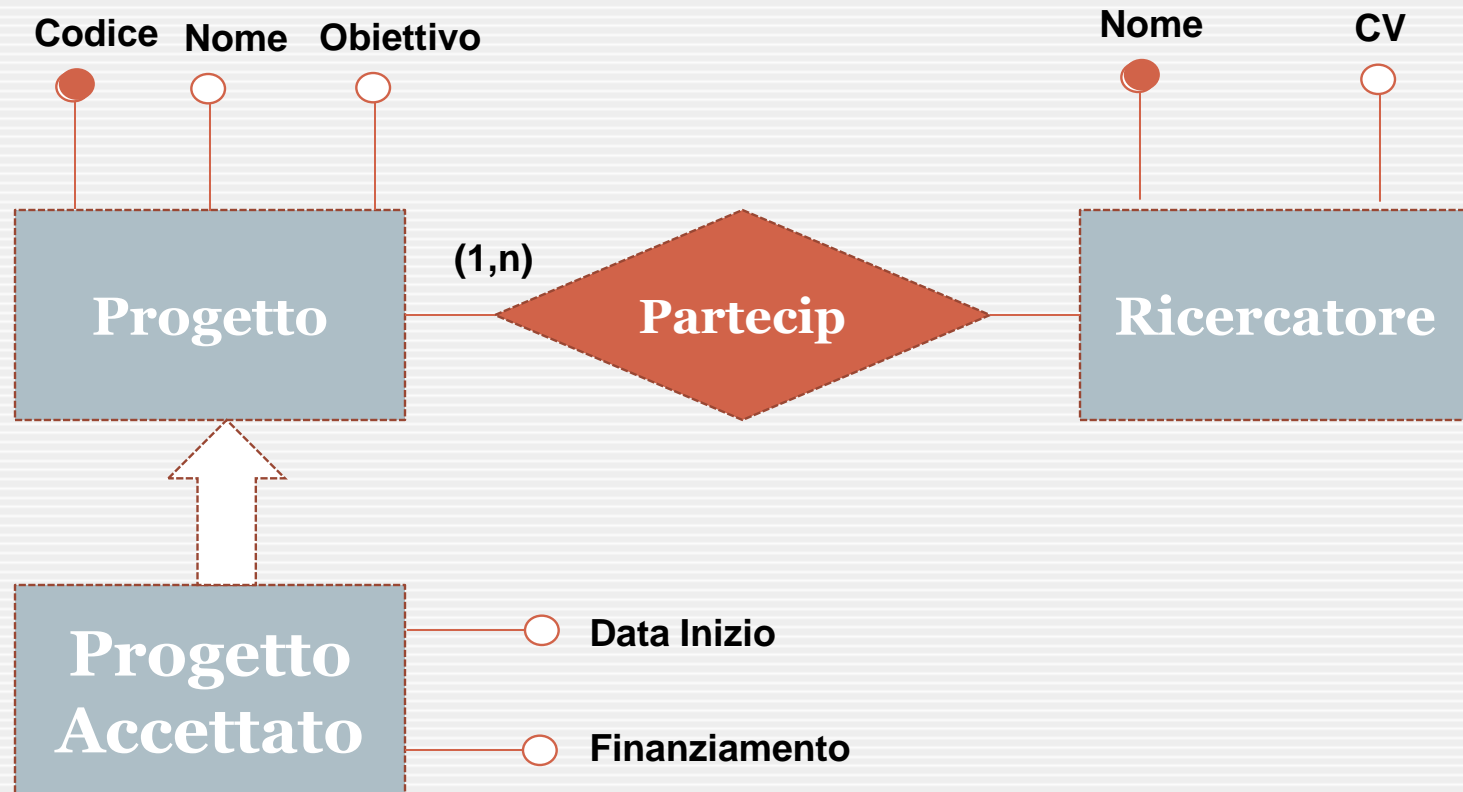 Codice Nome Obiettivo
Nome CV
(1,n)
Progetto
Partecip
Ricercatore
Progetto
Accettato
Data Inizio
Finanziamento